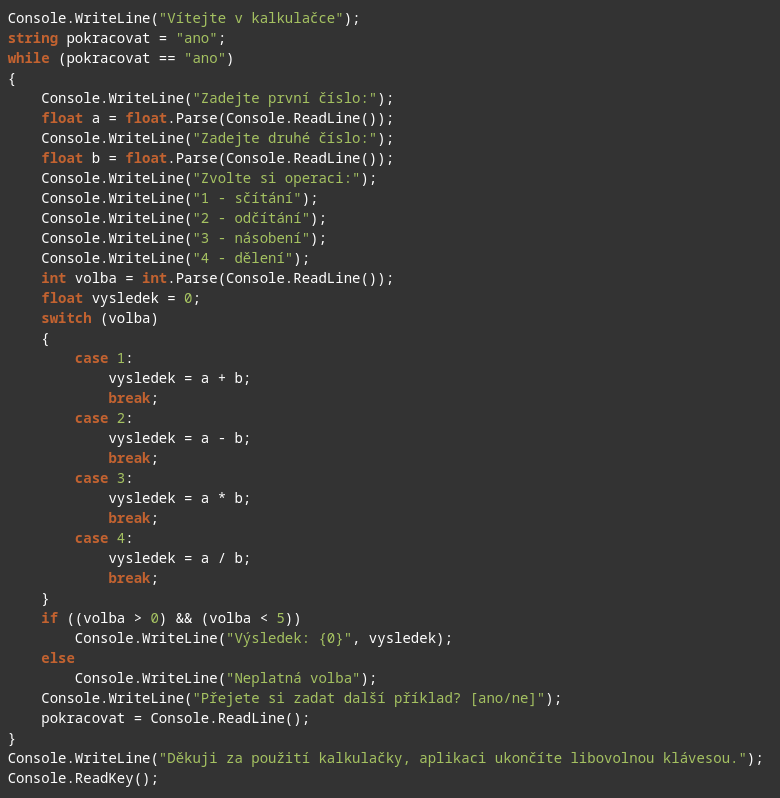 Console.WriteLine("Vítejte v kalkulačce");
string pokracovat = "ano";
while (pokracovat == "ano")
{
    Console.WriteLine("Zadejte první číslo:");
    float a = float.Parse(Console.ReadLine());
    Console.WriteLine("Zadejte druhé číslo:");
    float b = float.Parse(Console.ReadLine());
    Console.WriteLine("Zvolte si operaci:");
    Console.WriteLine("1 - sčítání");
    Console.WriteLine("2 - odčítání");
    Console.WriteLine("3 - násobení");
    Console.WriteLine("4 - dělení");
    int volba = int.Parse(Console.ReadLine());
    float vysledek = 0;
    switch (volba)
    {
        case 1:
            vysledek = a + b;
            break;
        case 2:
            vysledek = a - b;
            break;
        case 3:
            vysledek = a * b;
            break;
        case 4:
            vysledek = a / b;
            break;
    }
    if ((volba > 0) && (volba < 5))
        Console.WriteLine("Výsledek: {0}", vysledek);
    else
        Console.WriteLine("Neplatná volba");
    Console.WriteLine("Přejete si zadat další příklad? [ano/ne]");
    pokracovat = Console.ReadLine();
}
Console.WriteLine("Děkuji za použití kalkulačky, aplikaci ukončíte libovolnou klávesou.");
Console.ReadKey();